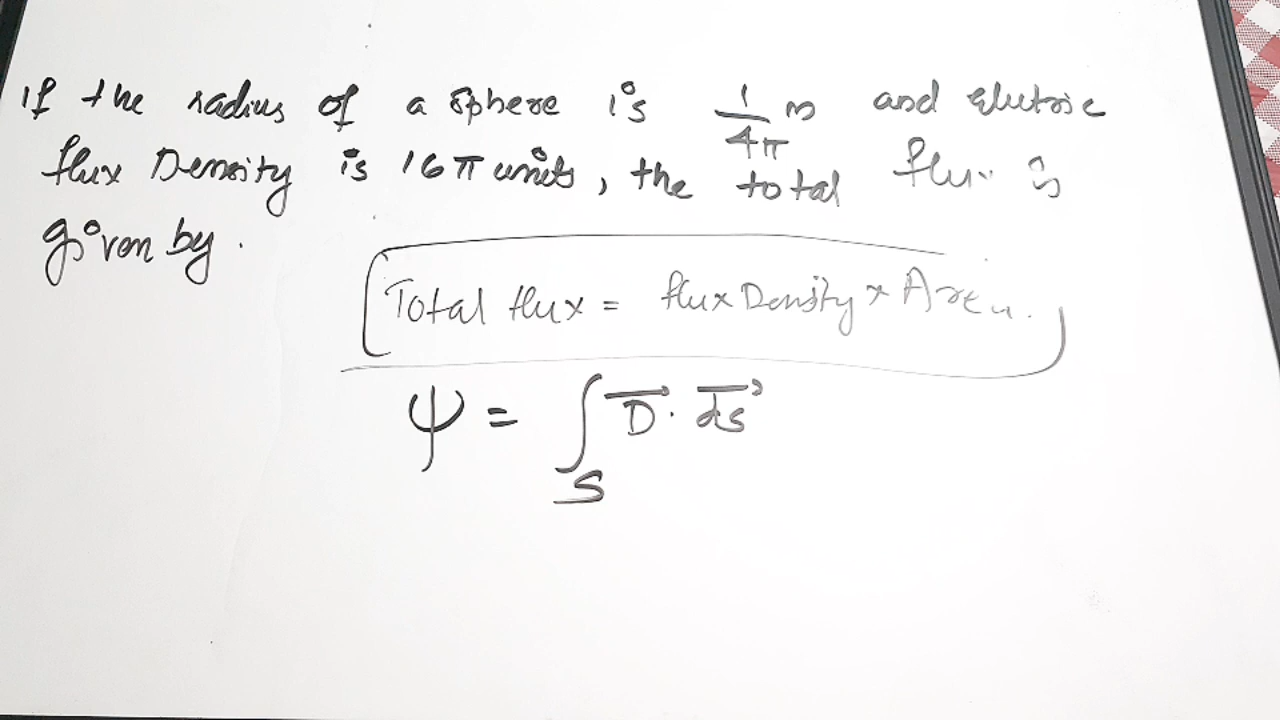 If the radius of a sphere is 1/4π m and electric
flux Density is 16π units, the total flux is
given by.
Total flux = flux Density × Area.
ψ = ∫ D⃗ · ds⃗
S